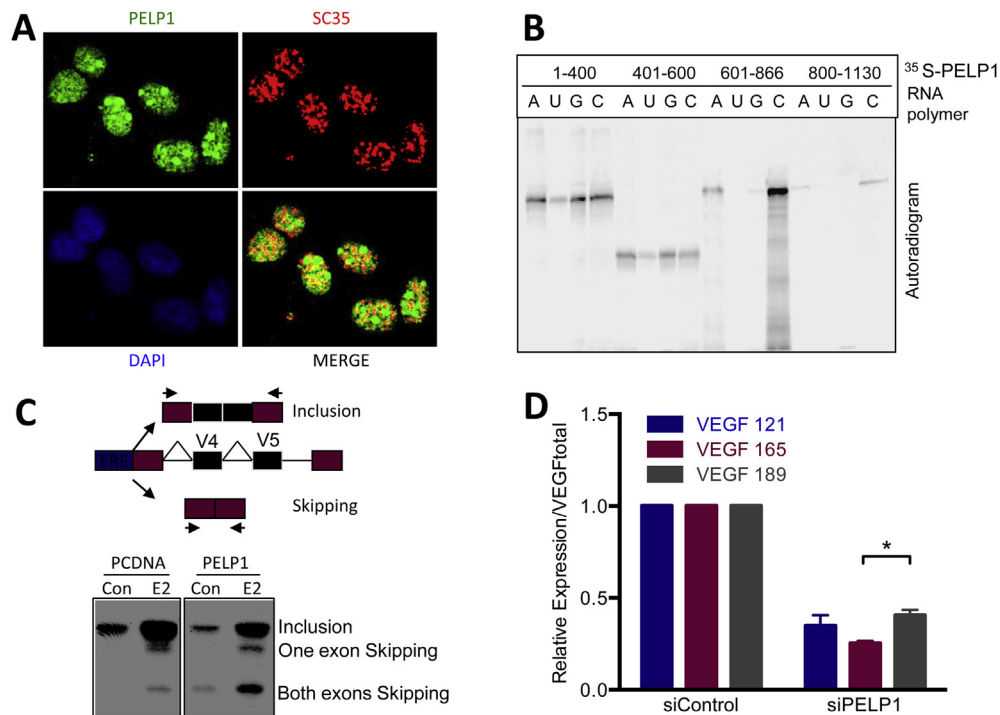 A
PELP1 SC35
DAPI MERGE
B
1-400 401-600 601-866 800-1130 ³⁵ S-PELP1
A U G C A U G C A U G C A U G C RNA polymer
Autoradiogram
C
Inclusion
ERE V4 V5
Skipping
PCDNA PELP1
Con E2 Con E2
Inclusion
One exon Skipping
Both exons Skipping
D
Relative Expression/VEGFtotal
1.5
1.0
0.5
0.0
VEGF 121
VEGF 165
VEGF 189
*
siControl siPELP1